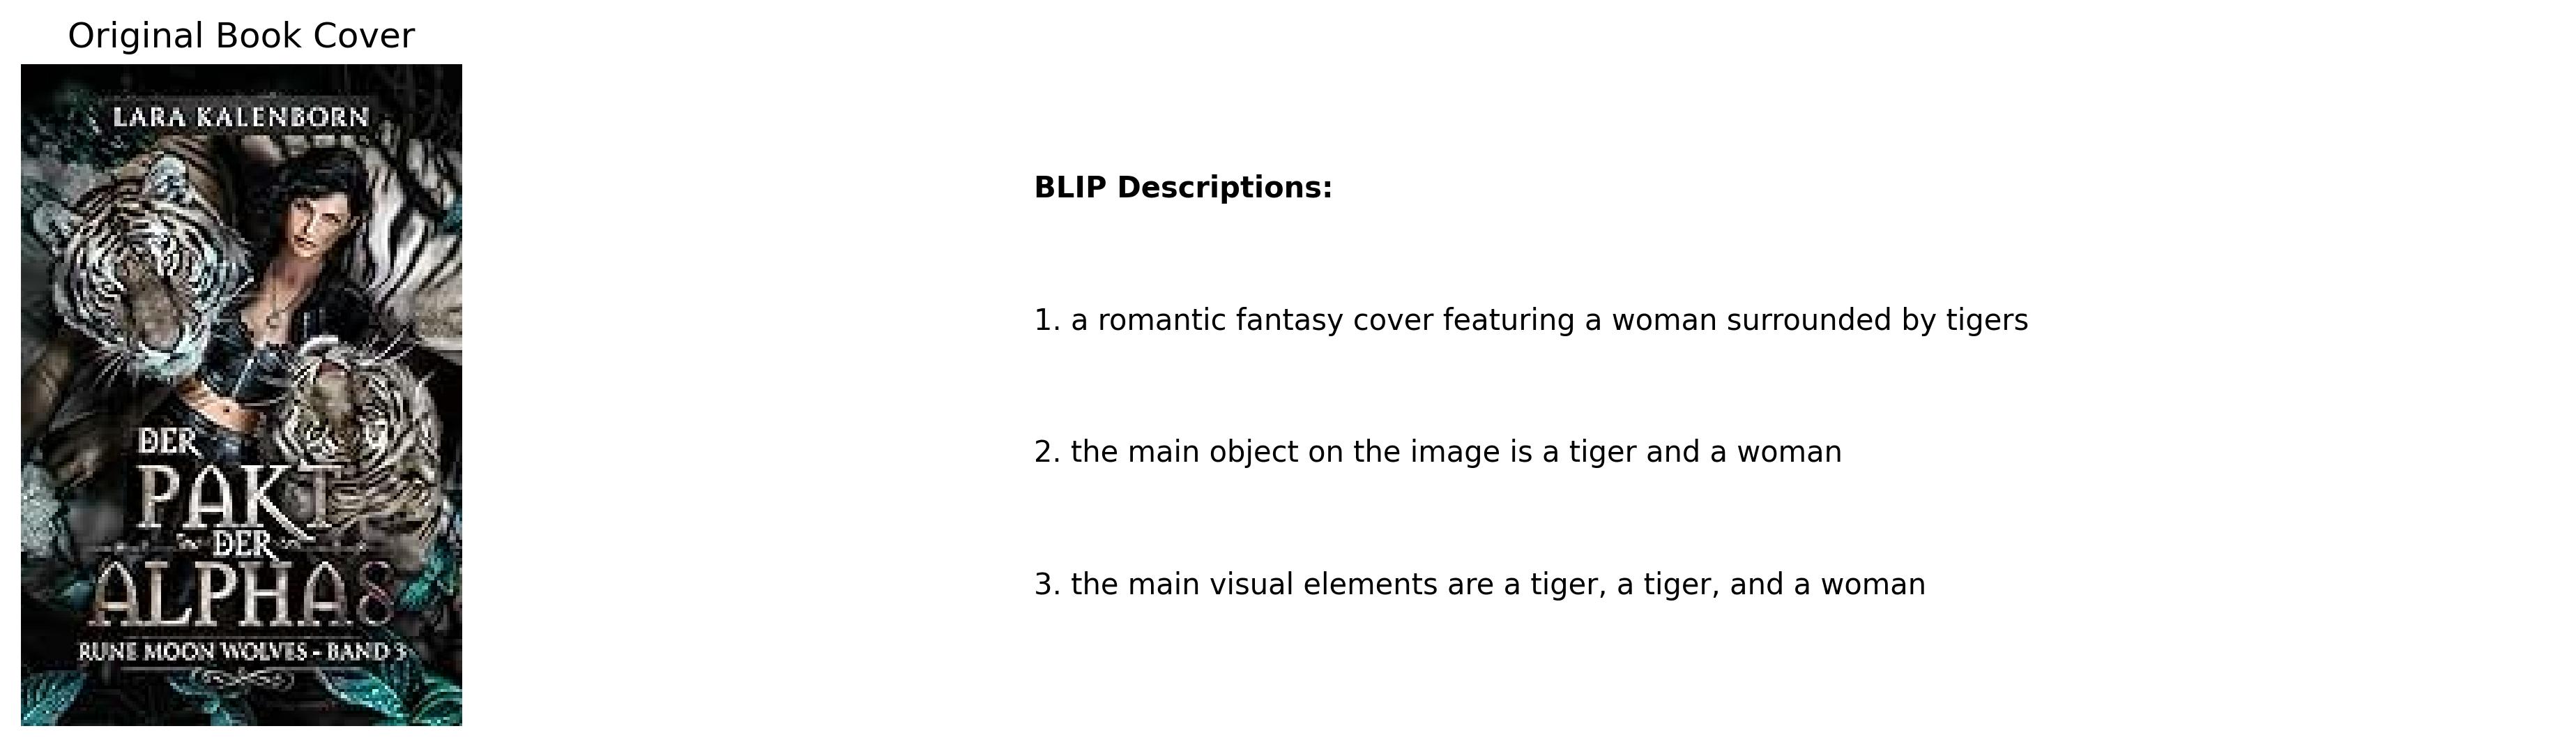 Original Book Cover
LARA KALENBORN
DER
PAKT
DER
ALPHAS
RUNE MOON WOLVES - BAND 3
BLIP Descriptions:
1. a romantic fantasy cover featuring a woman surrounded by tigers
2. the main object on the image is a tiger and a woman
3. the main visual elements are a tiger, a tiger, and a woman